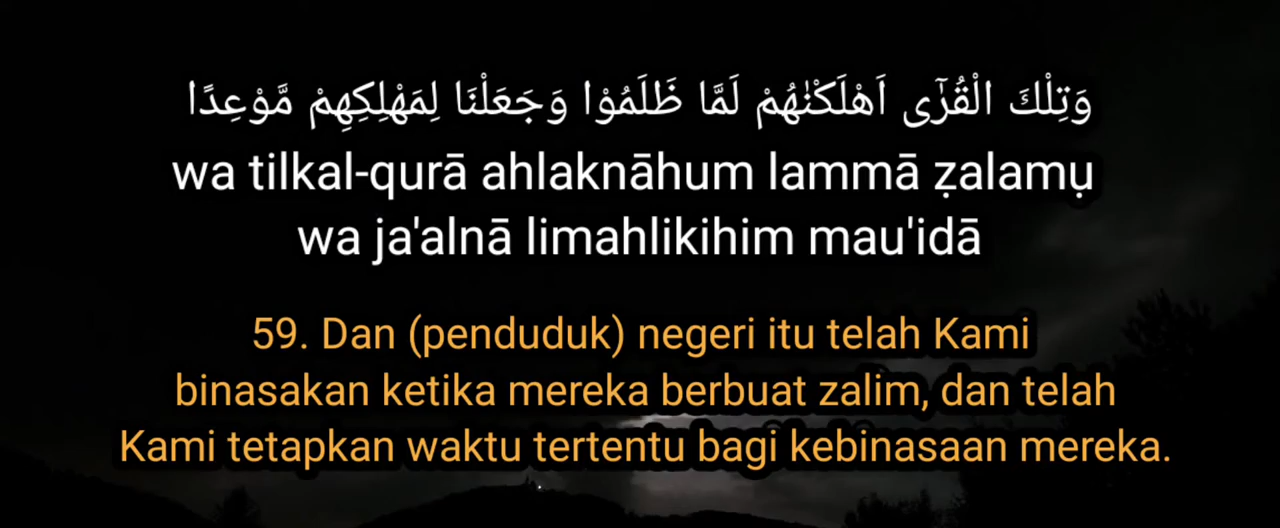 وَتِلْكَ الْقُرٰٓى اَهْلَكْنٰهُمْ لَمَّا ظَلَمُوْا وَجَعَلْنَا لِمَهْلِكِهِمْ مَّوْعِدًا
wa tilkal-qurā ahlaknāhum lammā ẓalamụ
wa ja'alnā limahlikihim mau'idā
59. Dan (penduduk) negeri itu telah Kami
binasakan ketika mereka berbuat zalim, dan telah
Kami tetapkan waktu tertentu bagi kebinasaan mereka.